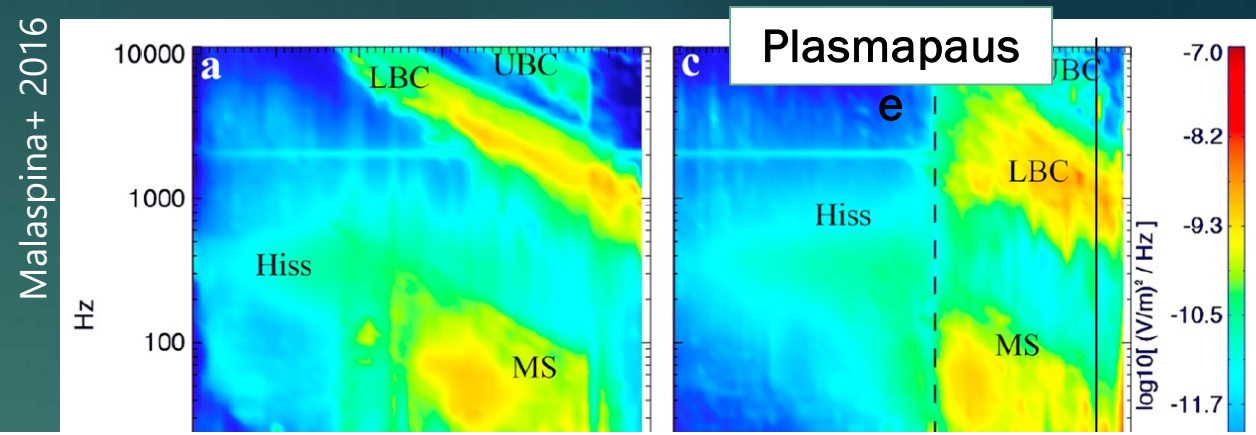 Malaspina+ 2016
Plasmapaus
e
10000
1000
100
Hz
a
LBC
UBC
Hiss
MS
c
UBC
LBC
Hiss
MS
-7.0
-8.2
-9.3
-10.5
-11.7
log10[ (V/m)² / Hz ]